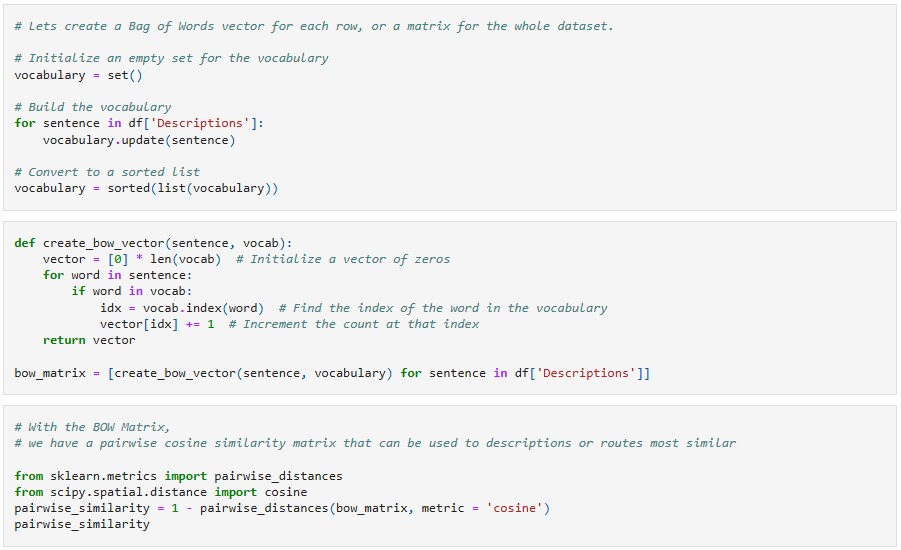 # Lets create a Bag of Words vector for each row, or a matrix for the whole dataset.
# Initialize an empty set for the vocabulary
vocabulary = set()
# Build the vocabulary
for sentence in df['Descriptions']:
    vocabulary.update(sentence)
# Convert to a sorted list
vocabulary = sorted(list(vocabulary))
def create_bow_vector(sentence, vocab):
    vector = [0] * len(vocab)  # Initialize a vector of zeros
    for word in sentence:
        if word in vocab:
            idx = vocab.index(word)  # Find the index of the word in the vocabulary
            vector[idx] += 1  # Increment the count at that index
    return vector
bow_matrix = [create_bow_vector(sentence, vocabulary) for sentence in df['Descriptions']]
# With the BOW Matrix,
# we have a pairwise cosine similarity matrix that can be used to descriptions or routes most similar
from sklearn.metrics import pairwise_distances
from scipy.spatial.distance import cosine
pairwise_similarity = 1 - pairwise_distances(bow_matrix, metric = 'cosine')
pairwise_similarity